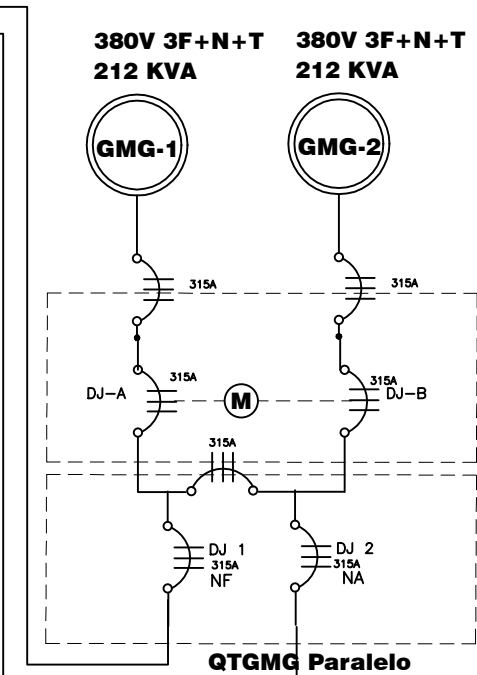 380V 3F+N+T
212 KVA
380V 3F+N+T
212 KVA
GMG-1
GMG-2
315A
315A
DJ-A
315A
M
315A
DJ-B
315A
DJ 1
315A
NF
DJ 2
315A
NA
QTGMG Paralelo